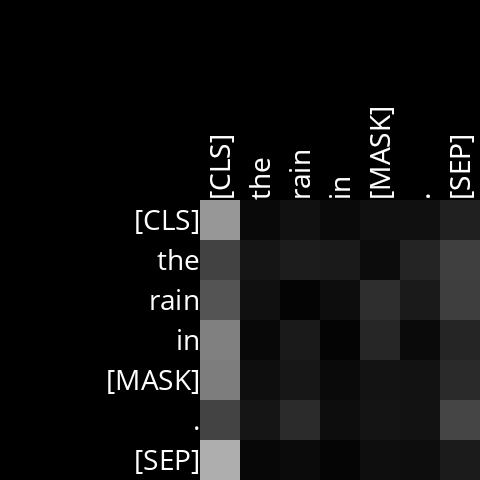 [CLS] the rain in [MASK] . [SEP]
[CLS]
the
rain
in
[MASK]
.
[SEP]